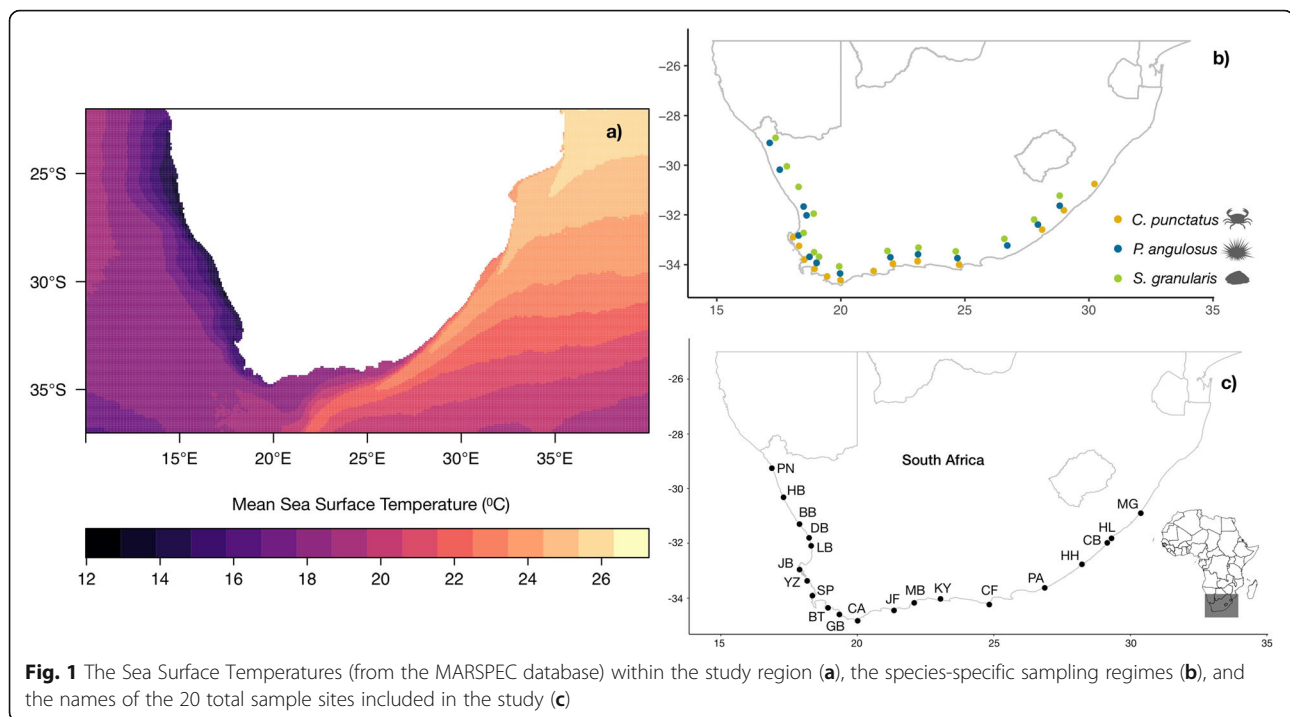 a)
25°S
30°S
35°S
15°E 20°E 25°E 30°E 35°E
Mean Sea Surface Temperature (⁰C)
12 14 16 18 20 22 24 26
b)
-26
-28
-30
-32
-34
15 20 25 30 35
C. punctatus
P. angulosus
S. granularis
c)
-26
-28
-30
-32
-34
South Africa
PN
HB
BB
DB
LB
JB
YZ
SP
BT
GB
CA
JF
MB
KY
CF
PA
HH
CB
HL
MG
15 20 25 30 35
Fig. 1 The Sea Surface Temperatures (from the MARSPEC database) within the study region (a), the species-specific sampling regimes (b), and
the names of the 20 total sample sites included in the study (c)